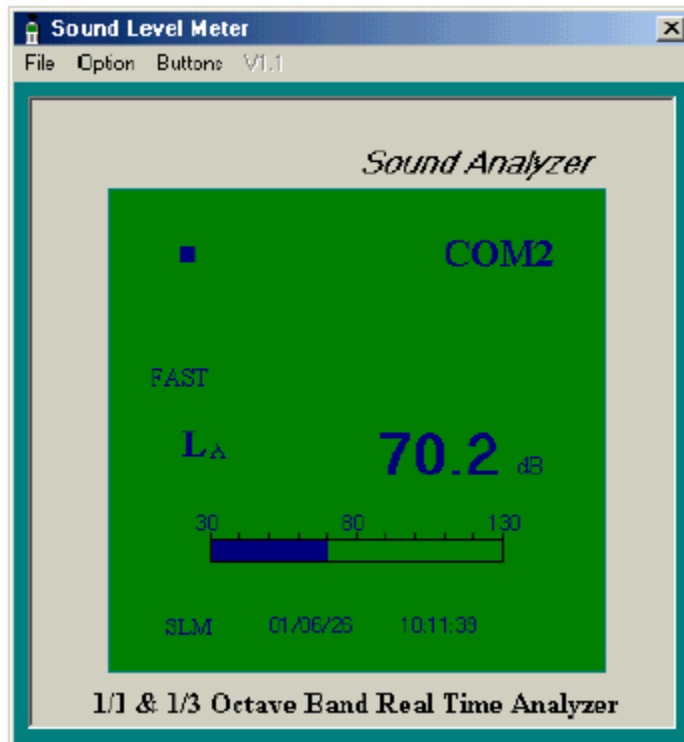 Sound Level Meter
File Option Buttons V1.1
Sound Analyzer
COM2
FAST
LA 70.2 dB
30 80 130
SLM 01/06/26 10:11:39
1/1 & 1/3 Octave Band Real Time Analyzer